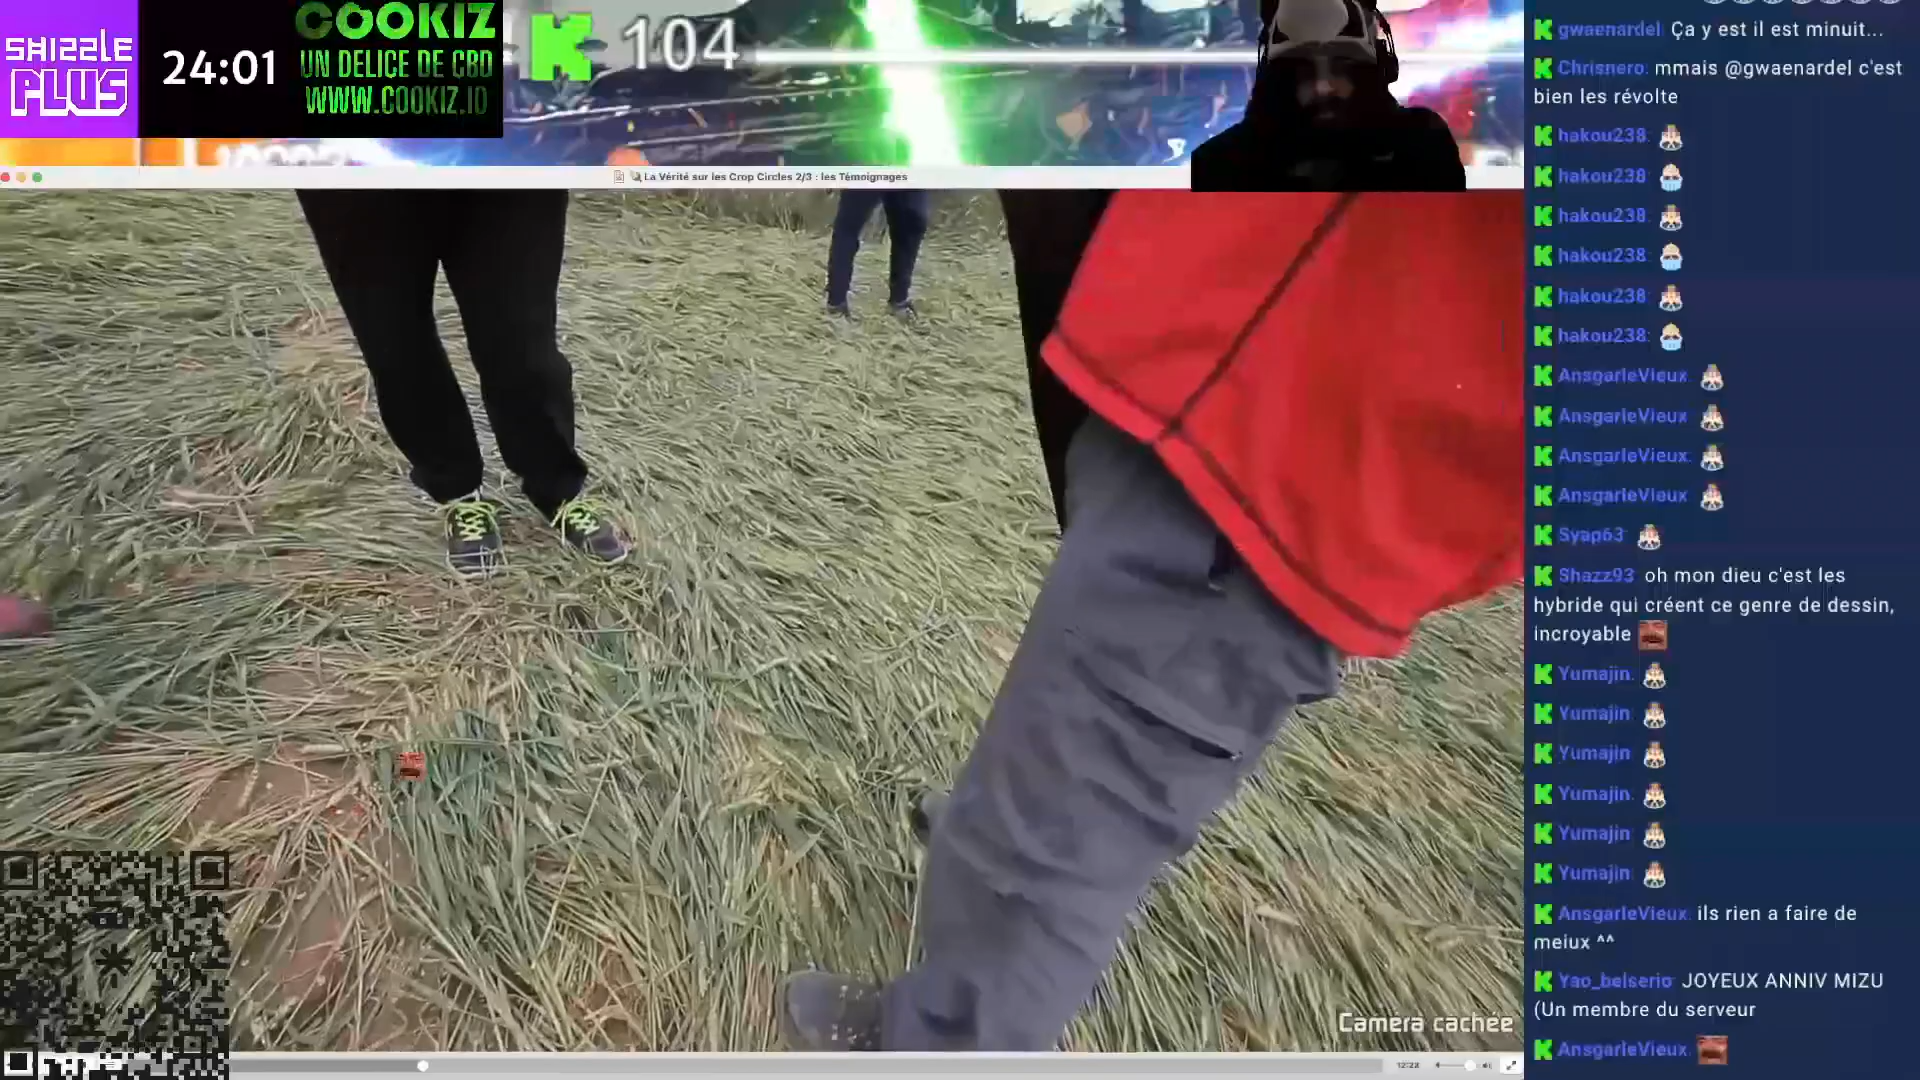 SHIZZLE
PLUS
24:01
COOKIZ
UN DELICE DE CBD
WWW.COOKIZ.IO
K 104
La Vérité sur les Crop Circles 2/3 : les Témoignages
gwaenardel: Ça y est il est minuit...
Chrisnero: mmais @gwaenardel c'est
bien les révolte
hakou238:
hakou238:
hakou238:
hakou238:
hakou238:
hakou238:
AnsgarleVieux:
AnsgarleVieux:
AnsgarleVieux:
AnsgarleVieux:
Syap63:
Shazz93: oh mon dieu c'est les
hybride qui créent ce genre de dessin,
incroyable
Yumajin:
Yumajin:
Yumajin:
Yumajin:
Yumajin:
Yumajin:
AnsgarleVieux: ils rien a faire de
meiux ^^
Yao_belserio: JOYEUX ANNIV MIZU
(Un membre du serveur
AnsgarleVieux:
Caméra cachée
12:23